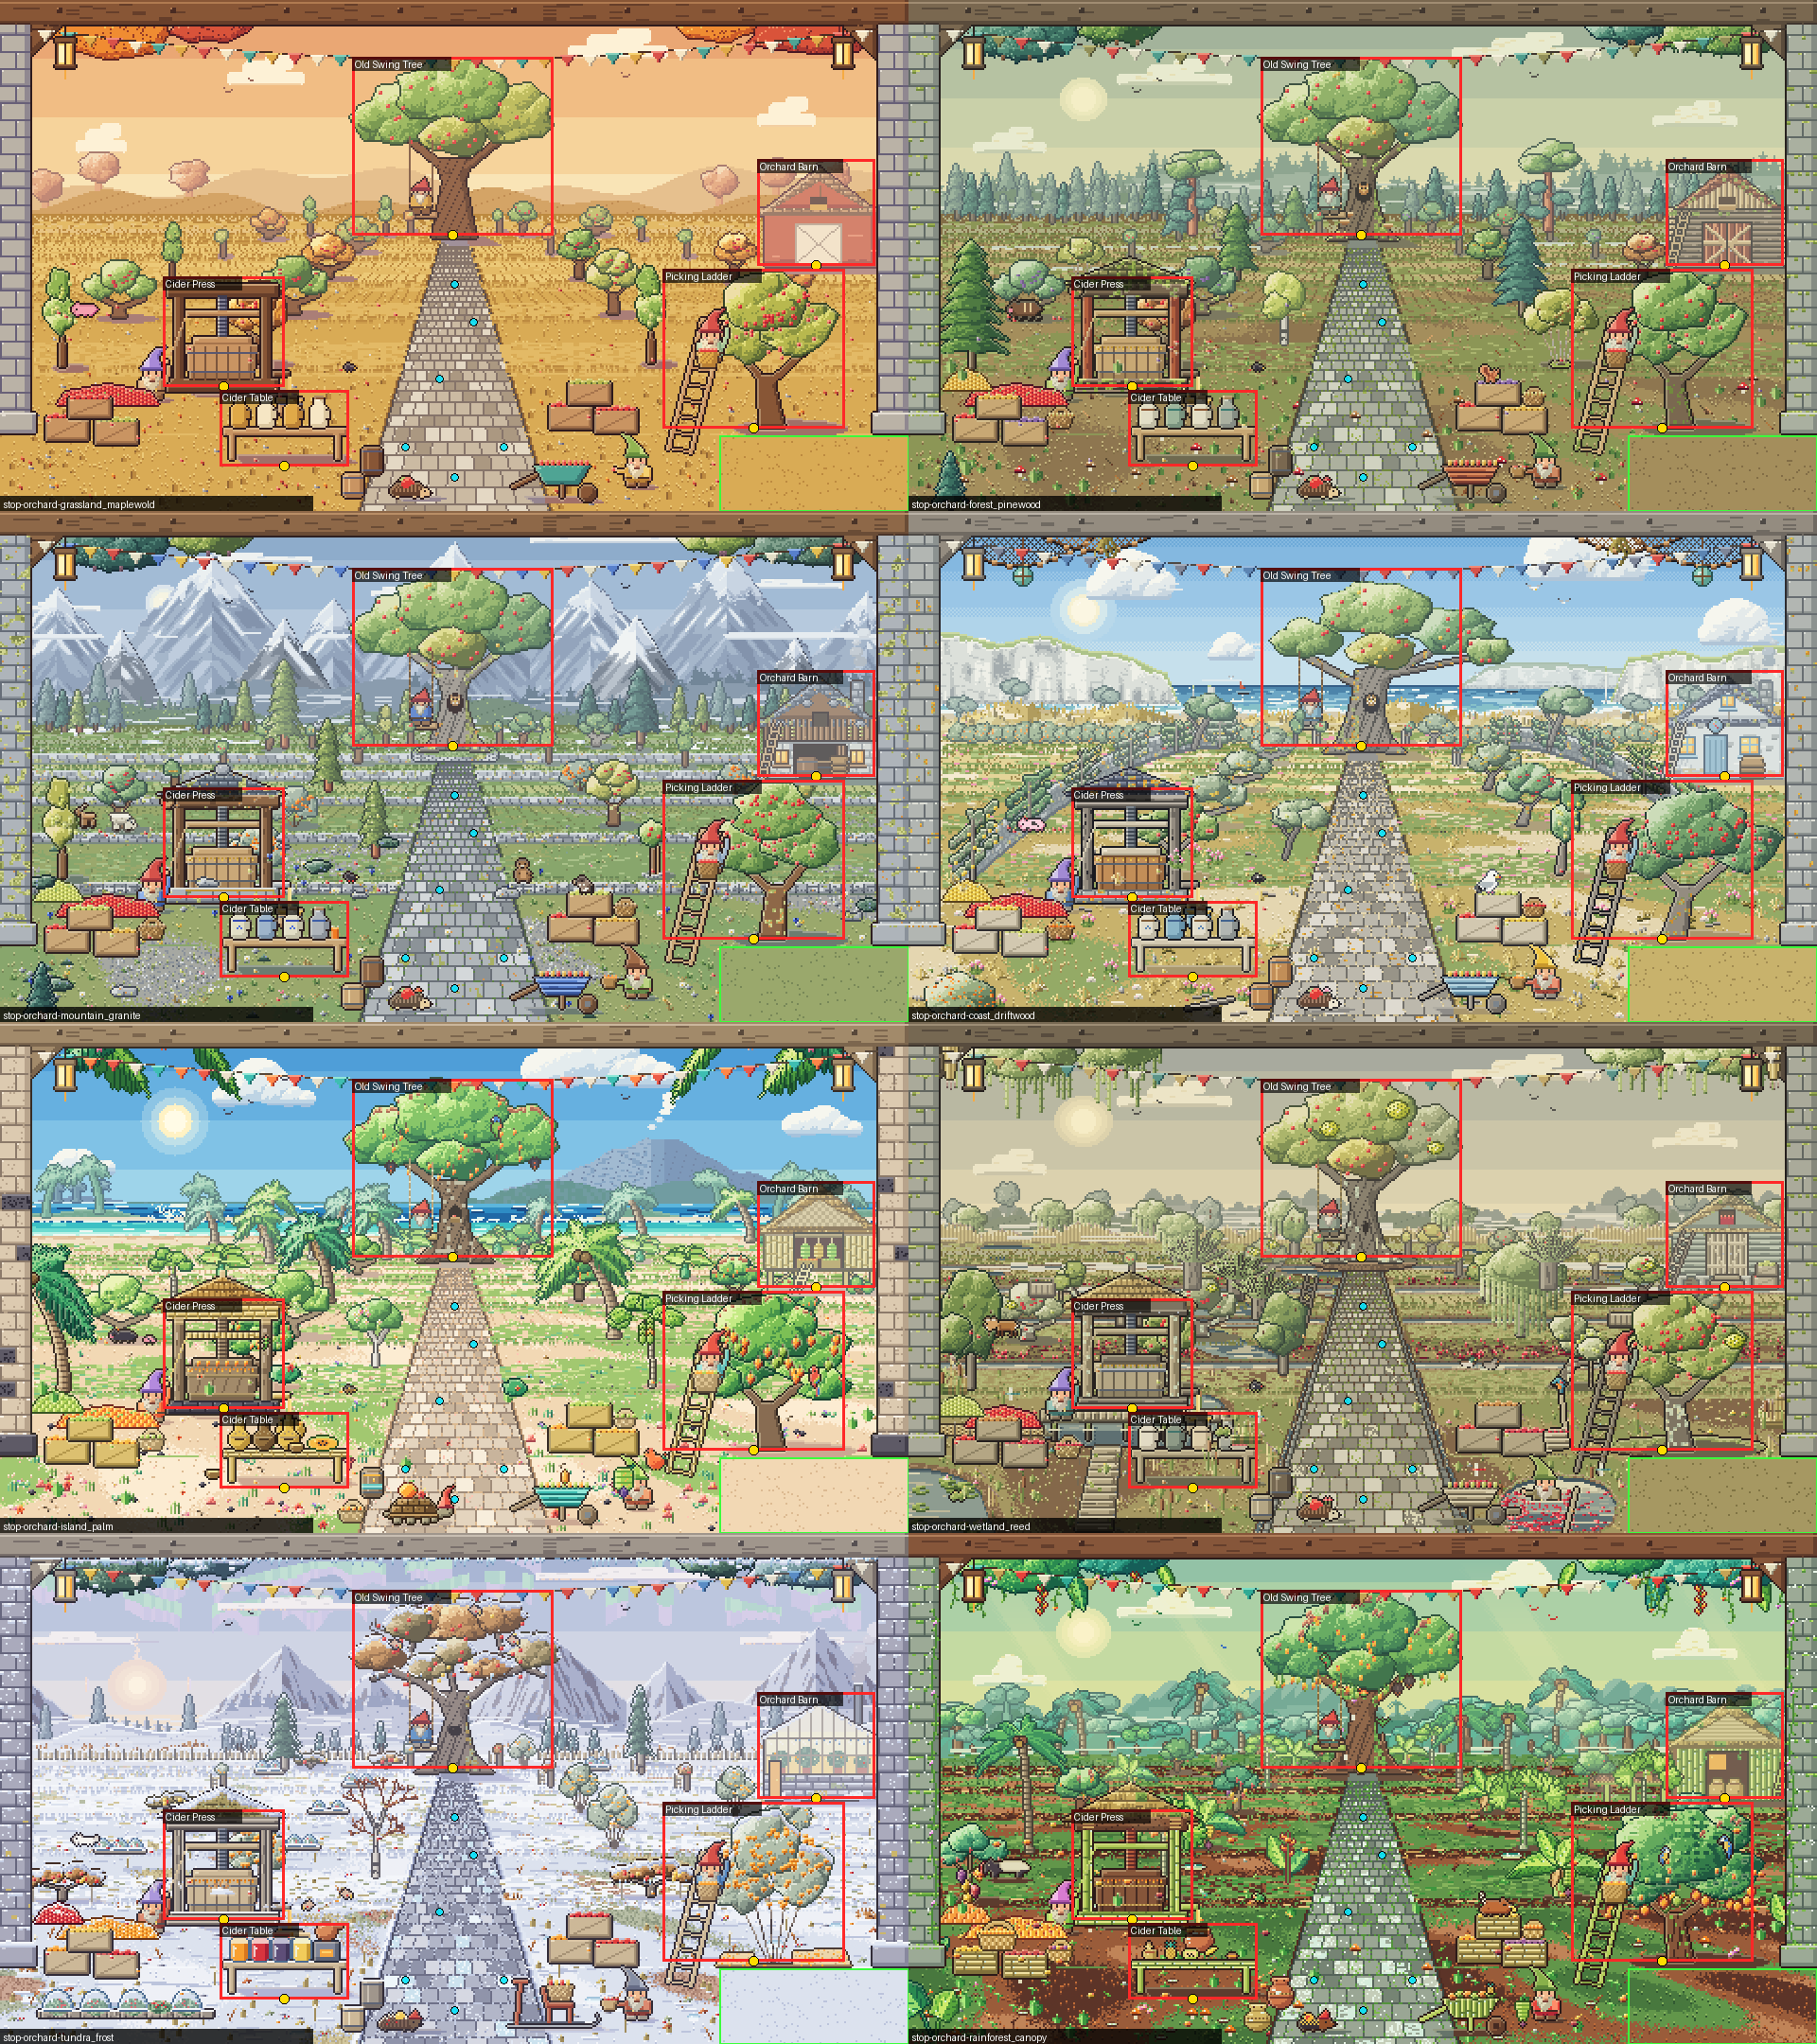 Old Swing Tree
Orchard Barn
Cider Press
Picking Ladder
Cider Table
stop-orchard-grassland_maplewold
Old Swing Tree
Orchard Barn
Cider Press
Picking Ladder
Cider Table
stop-orchard-forest_pinewood
Old Swing Tree
Orchard Barn
Cider Press
Picking Ladder
Cider Table
stop-orchard-mountain_granite
Old Swing Tree
Orchard Barn
Cider Press
Picking Ladder
Cider Table
stop-orchard-coast_driftwood
Old Swing Tree
Orchard Barn
Cider Press
Picking Ladder
Cider Table
stop-orchard-island_palm
Old Swing Tree
Orchard Barn
Cider Press
Picking Ladder
Cider Table
stop-orchard-wetland_reed
Old Swing Tree
Orchard Barn
Cider Press
Picking Ladder
Cider Table
stop-orchard-tundra_frost
Old Swing Tree
Orchard Barn
Cider Press
Picking Ladder
Cider Table
stop-orchard-rainforest_canopy